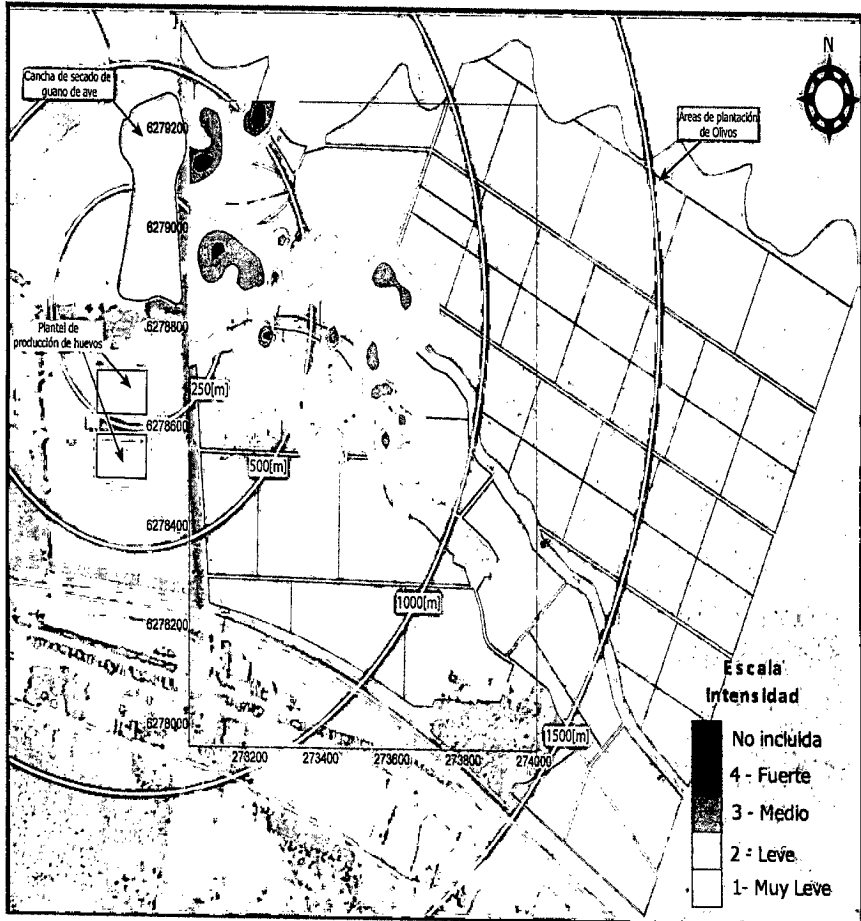 N
Cancha de secado de
guano de ave
Áreas de plantación
de Olivos
6279200
6279000
6278800
Plantel de
producción de huevos
250[m]
6278600
500[m]
6278400
1000[m]
6278200
6278000
1500[m]
273200
273400
273600
273800
274000
Escala
Intensidad
No incluida
4 - Fuerte
3 - Medio
2 - Leve
1- Muy Leve